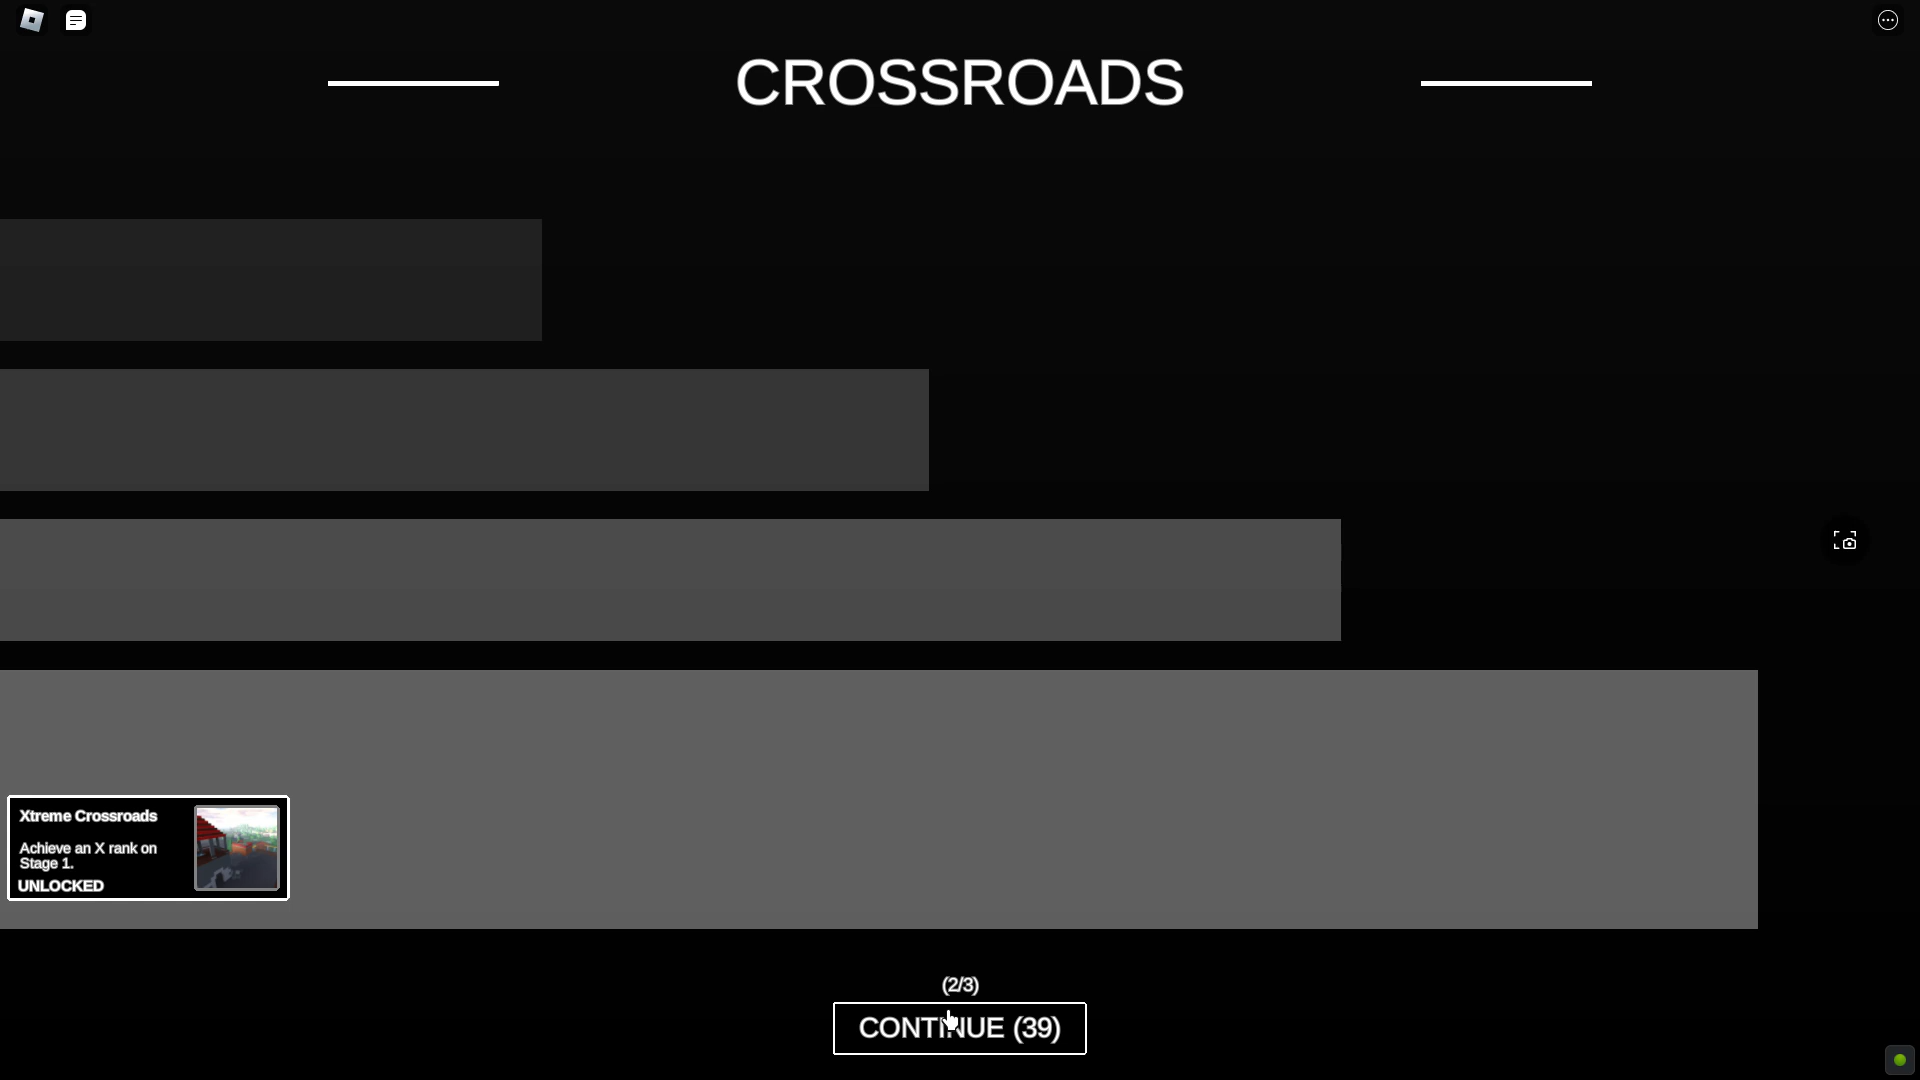 CROSSROADS
Xtreme Crossroads
Achieve an X rank on
Stage 1.
UNLOCKED
(2/3)
CONTINUE (39)